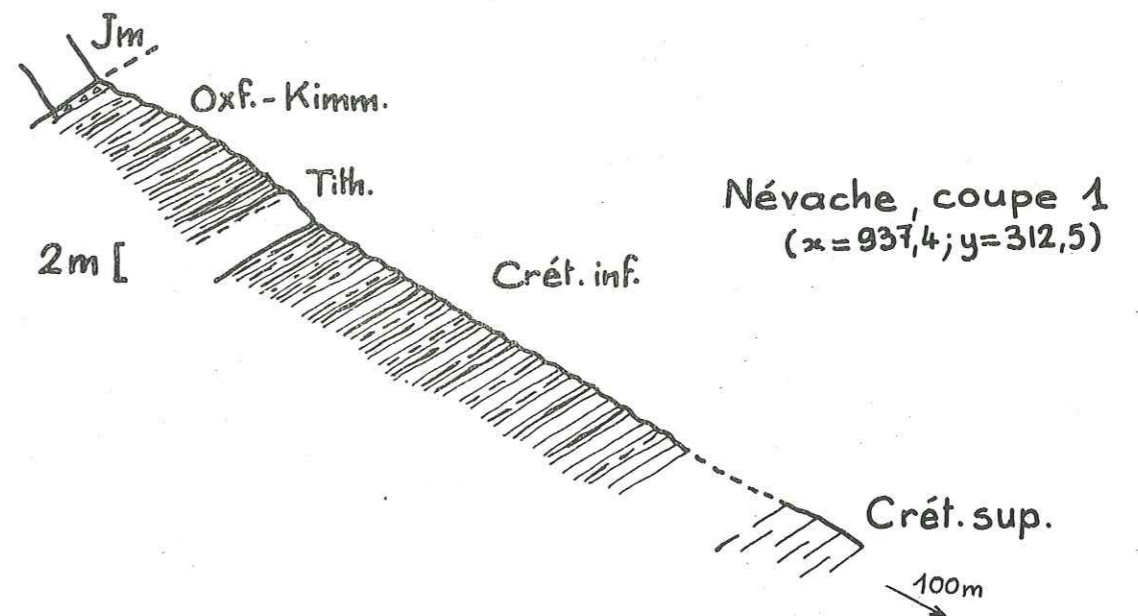 Jm
Oxf.-Kimm.
Tith.
Névache, coupe 1
(x=937,4; y=312,5)
2m [
Crét. inf.
Crét. sup.
100m